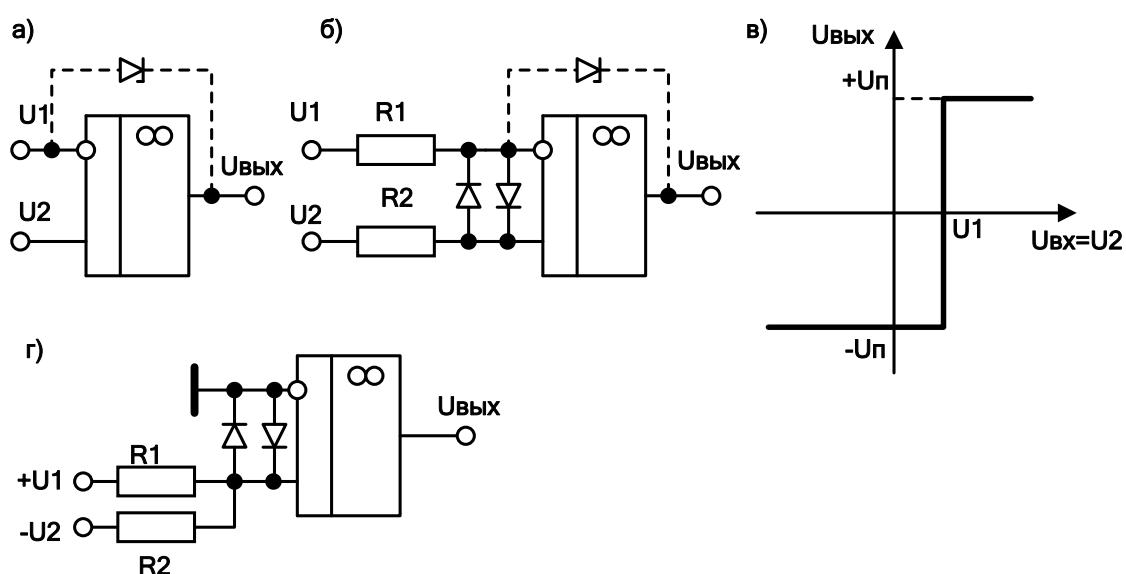 а)
U1
U2
∞
Uвых
б)
U1
R1
R2
U2
∞
Uвых
в)
Uвых
+Uп
U1
Uвх=U2
-Uп
г)
∞
Uвых
+U1
R1
-U2
R2